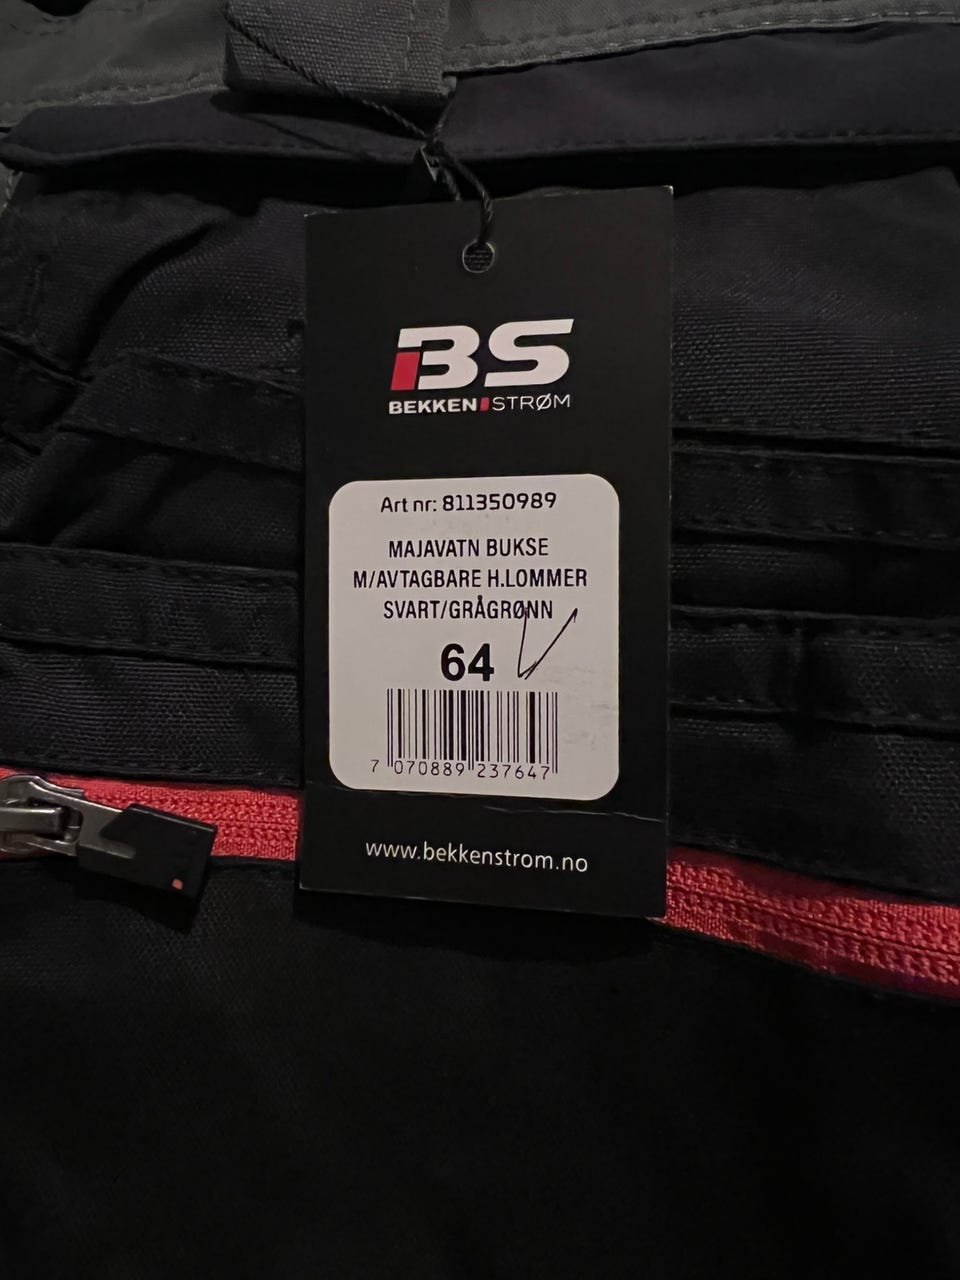 BS
BEKKEN STRØM
Art nr: 811350989
MAJAVATN BUKSE
M/AVTAGBARE H.LOMMER
SVART/GRÅGRØNN
64
7 070889 237647
www.bekkenstrom.no